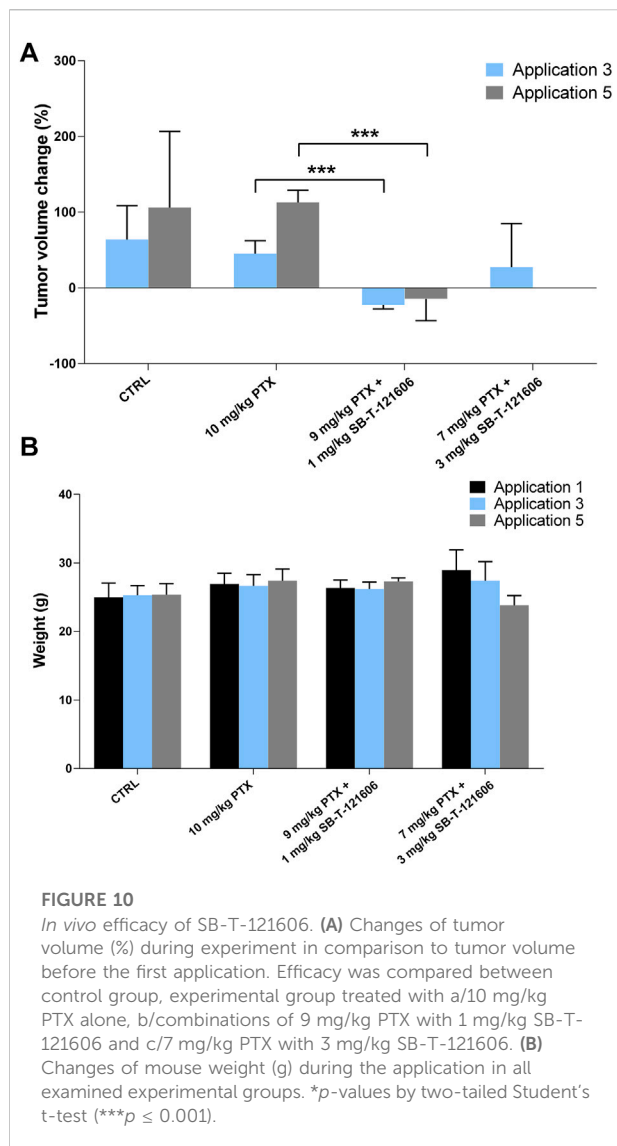 A
300
200
100
0
-100
Tumor volume change (%)
Application 3
Application 5
***
***
CTRL
10 mg/kg PTX
9 mg/kg PTX +
1 mg/kg SB-T-121606
7 mg/kg PTX +
3 mg/kg SB-T-121606
B
40
30
20
10
0
Weight (g)
Application 1
Application 3
Application 5
CTRL
10 mg/kg PTX
9 mg/kg PTX +
1 mg/kg SB-T-121606
7 mg/kg PTX +
3 mg/kg SB-T-121606
FIGURE 10
In vivo efficacy of SB-T-121606. (A) Changes of tumor
volume (%) during experiment in comparison to tumor volume
before the first application. Efficacy was compared between
control group, experimental group treated with a/10 mg/kg
PTX alone, b/combinations of 9 mg/kg PTX with 1 mg/kg SB-T-
121606 and c/7 mg/kg PTX with 3 mg/kg SB-T-121606. (B)
Changes of mouse weight (g) during the application in all
examined experimental groups. *p-values by two-tailed Student's
t-test (***p ≤ 0.001).